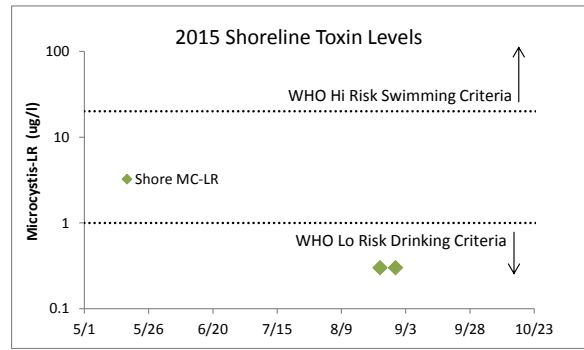 2015 Shoreline Toxin Levels
Microcystis-LR (ug/l)
100
10
1
0.1
WHO Hi Risk Swimming Criteria
Shore MC-LR
WHO Lo Risk Drinking Criteria
5/1 5/26 6/20 7/15 8/9 9/3 9/28 10/23